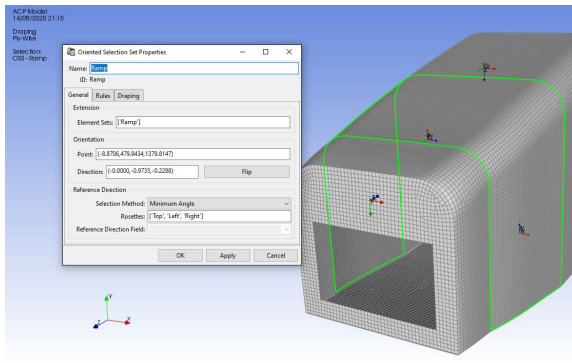 ACP Model
14/08/2020 21:15
Draping
Ply-Wise
Selection:
OSS - Ramp
Oriented Selection Set Properties
Name: Ramp
ID: Ramp
General Rules Draping
Extension
Element Sets: ['Ramp']
Orientation
Point: (-8.8706,479.8434,1379.8147)
Direction: (-0.0000,-0.9735,-0.2288) Flip
Reference Direction
Selection Method: Minimum Angle
Rosettes: ['Top', 'Left', 'Right']
Reference Direction Field:
OK Apply Cancel
Y
Z X